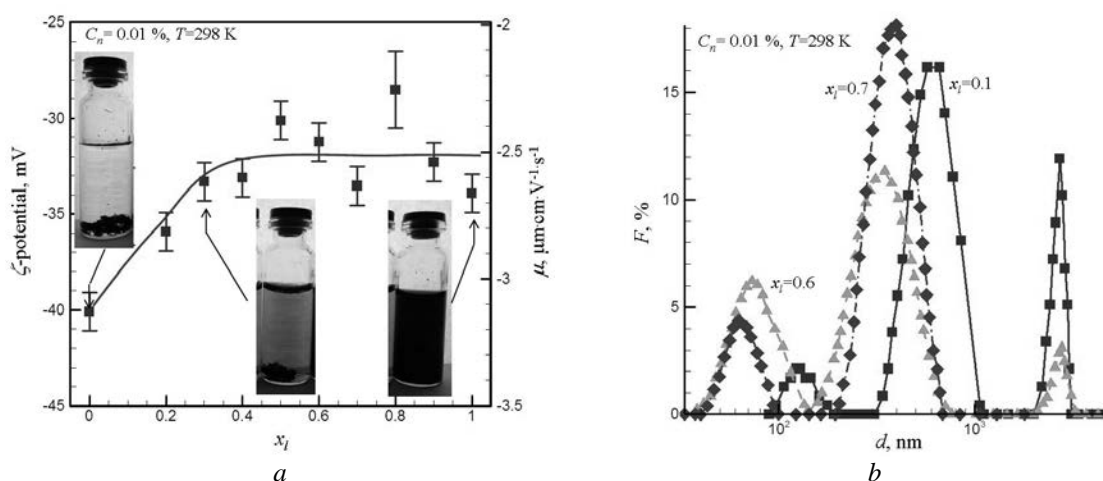 C_n= 0.01 %, T=298 K
ζ-potential, mV
-25
-30
-35
-40
-45
0
0.2
0.4
0.6
0.8
1
x_l
-2
-2.5
-3
-3.5
μ, μm·cm·V⁻¹·s⁻¹
a
C_n= 0.01 %, T=298 K
x_l=0.7
x_l=0.1
x_l=0.6
F, %
15
10
5
0
10²
10³
d, nm
b